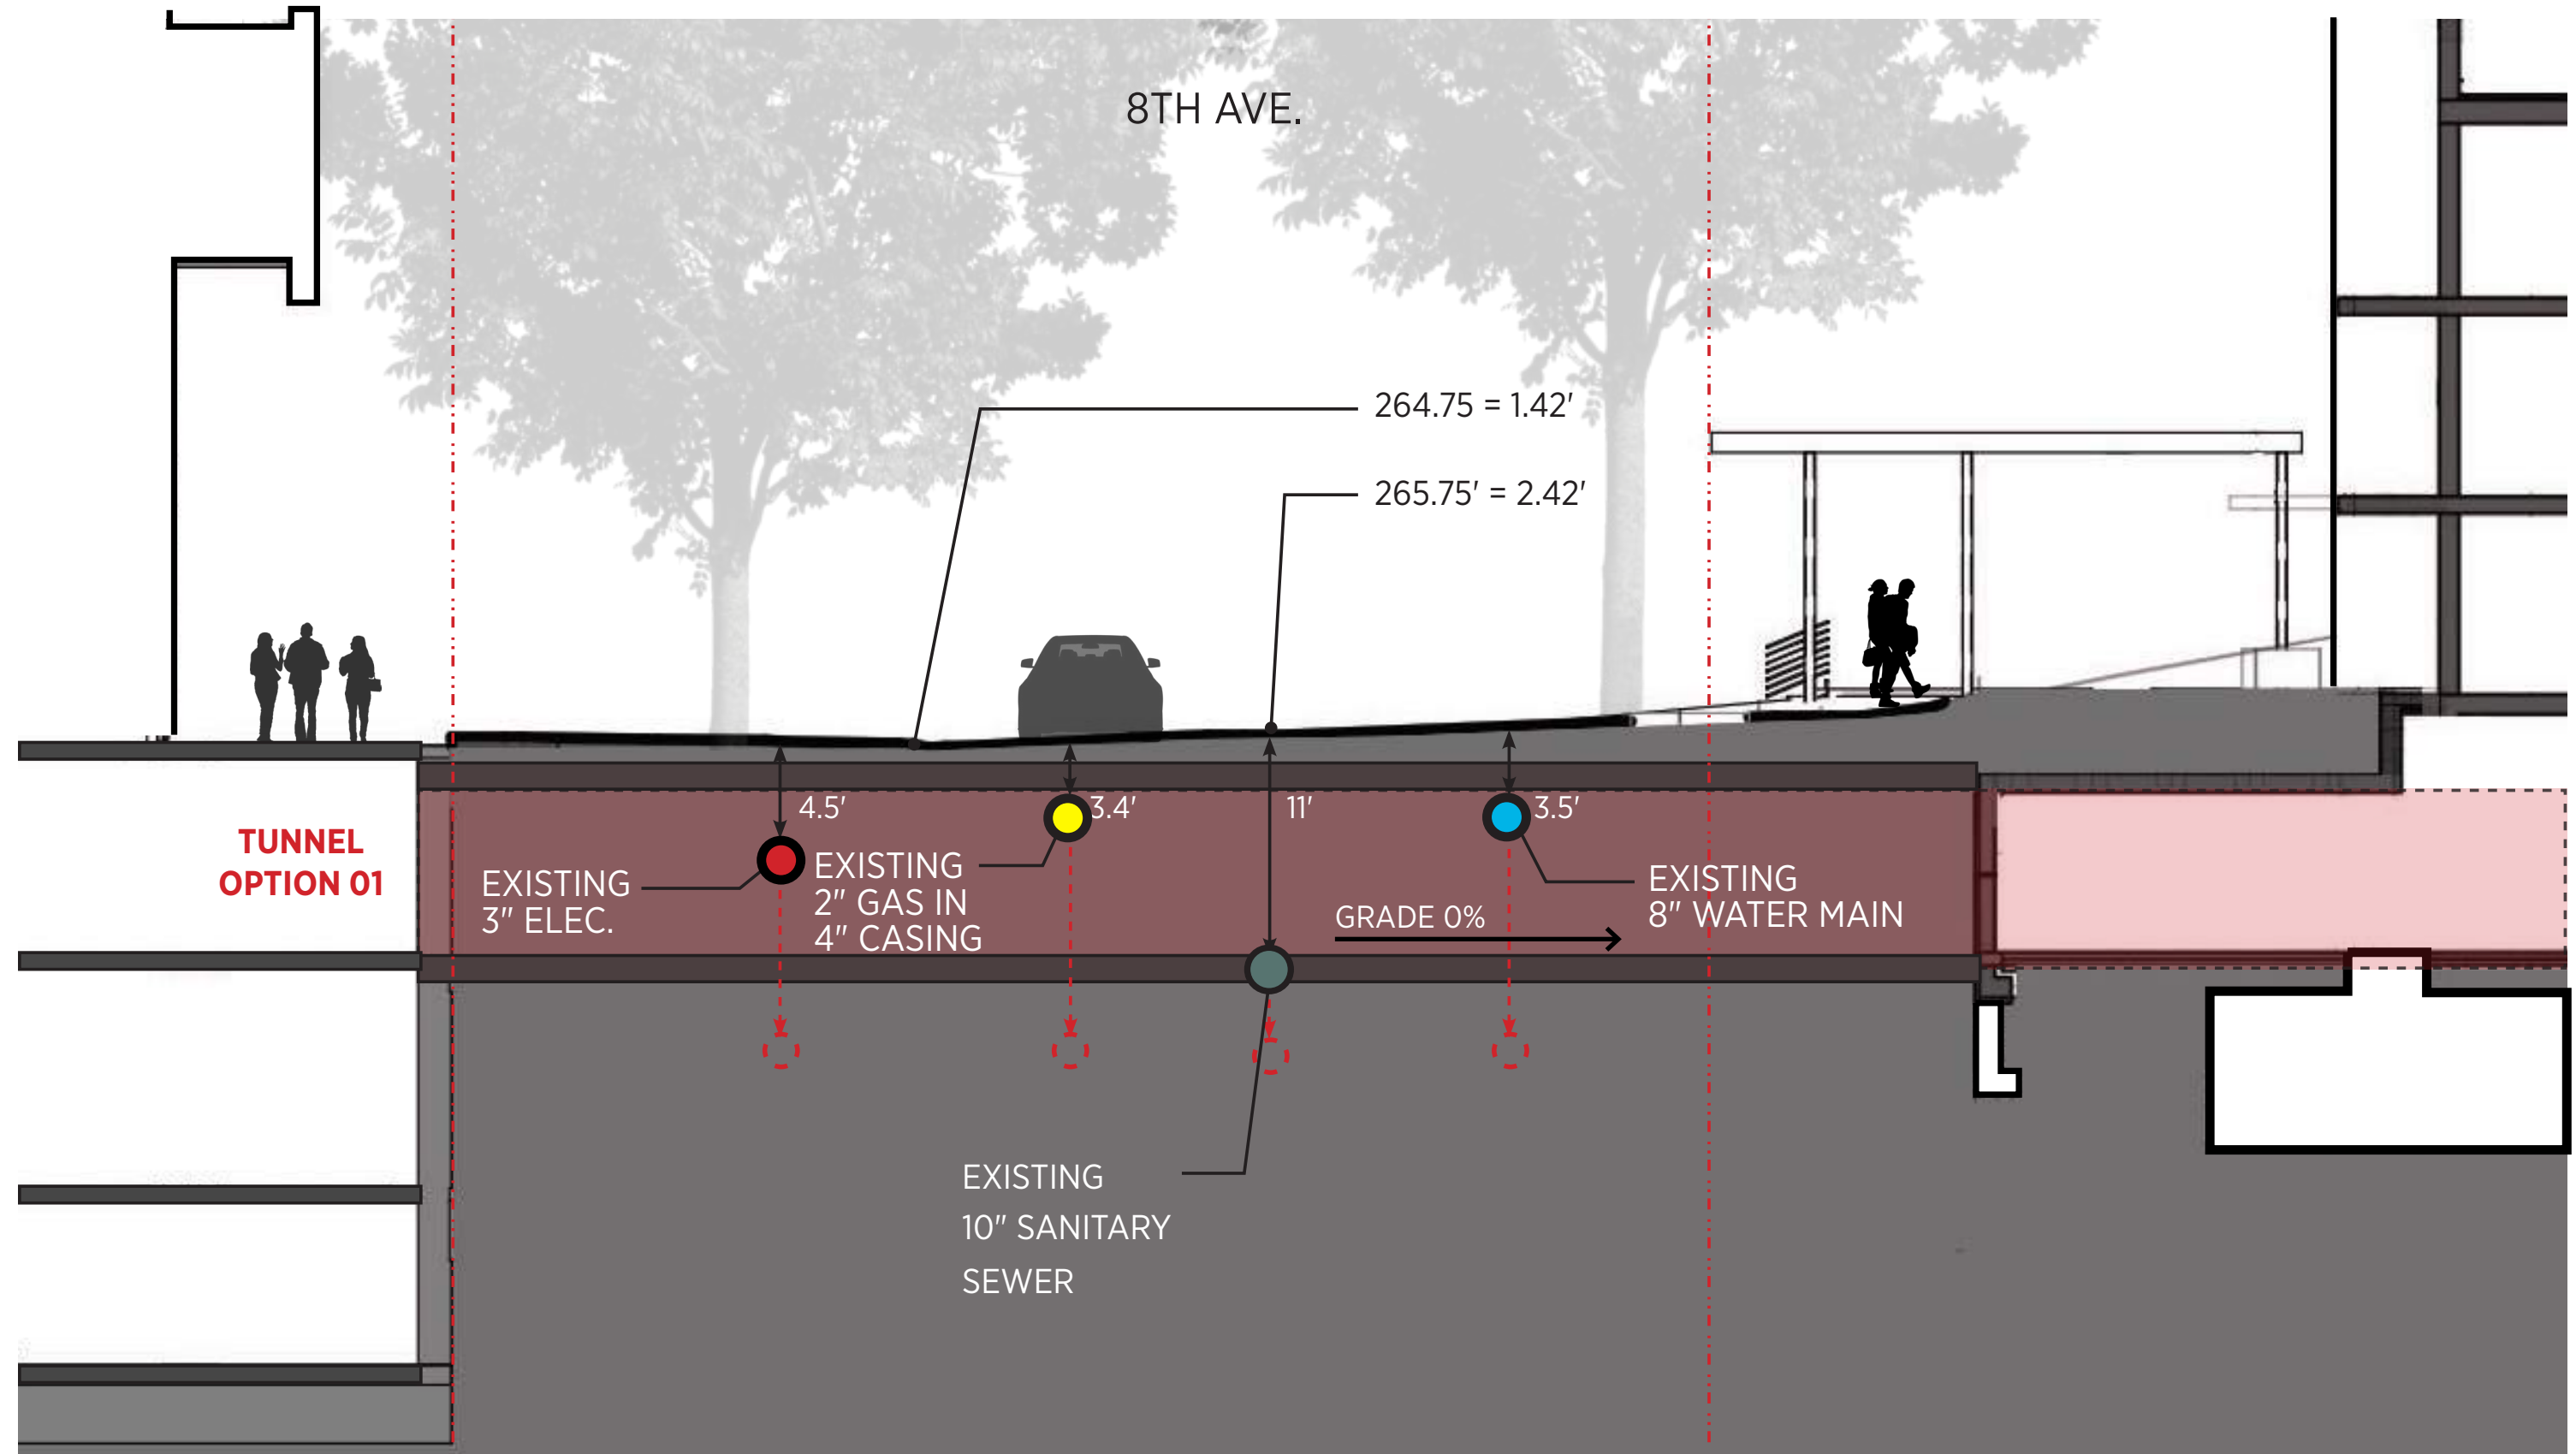 8TH AVE.
264.75 = 1.42'
265.75' = 2.42'
4.5'
3.4'
11'
3.5'
TUNNEL
OPTION 01
EXISTING
3" ELEC.
EXISTING
2" GAS IN
4" CASING
GRADE 0%
EXISTING
8" WATER MAIN
EXISTING
10" SANITARY
SEWER